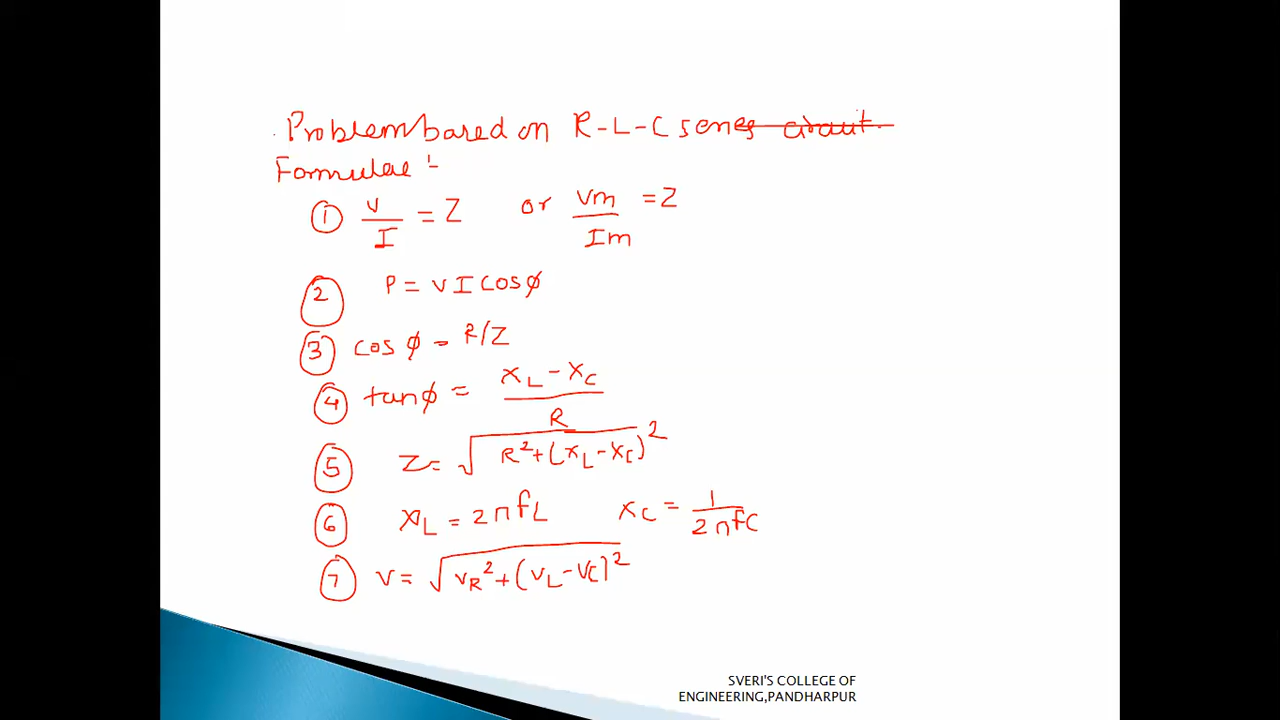 Problem based on R-L-C series circuit.
Formulae :-
① V/I = Z or Vm/Im = Z
② P = VI cosϕ
③ cos ϕ = R/Z
④ tanϕ = (XL - XC)/R
⑤ Z = √(R² + (XL - XC)²)
⑥ XL = 2πfL XC = 1/(2πfC)
⑦ V = √(VR² + (VL - VC)²)
SVERI'S COLLEGE OF
ENGINEERING,PANDHARPUR